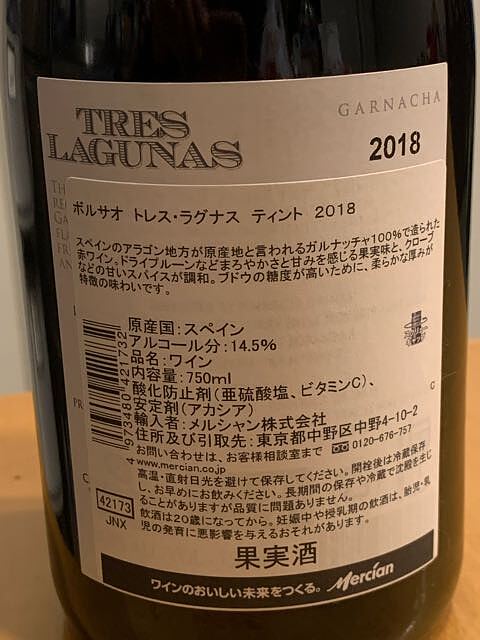 GARNACHA
TRES
LAGUNAS
2018
ボルサオ トレス・ラグナス ティント 2018
スペインのアラゴン地方が原産地と言われるガルナッチャ100%で造られた
赤ワイン。ドライプルーンなどまろやかさと甘みを感じる果実味と、クローブ
などの甘いスパイスが調和。ブドウの糖度が高いために、柔らかな厚みが
特徴の味わいです。
原産国:スペイン
アルコール分:14.5%
品名:ワイン
内容量:750ml
酸化防止剤(亜硫酸塩、ビタミンC)、
安定剤(アカシア)
輸入者:メルシャン株式会社
住所及び引取先:東京都中野区中野4-10-2
お問い合わせは、お客様相談室まで 0120-676-757
www.mercian.co.jp
高温・直射日光を避けて保存してください。開栓後は冷蔵保存
し、お早めにお飲みください。長期間の保存や冷蔵で沈殿を生じ
ることがありますが品質に問題ありません。
飲酒は20歳になってから。妊娠中や授乳期の飲酒は、胎児・乳
児の発育に悪影響を与えるおそれがあります。
9773480421732
42173
JNX
果実酒
ワインのおいしい未来をつくる。 Mercian